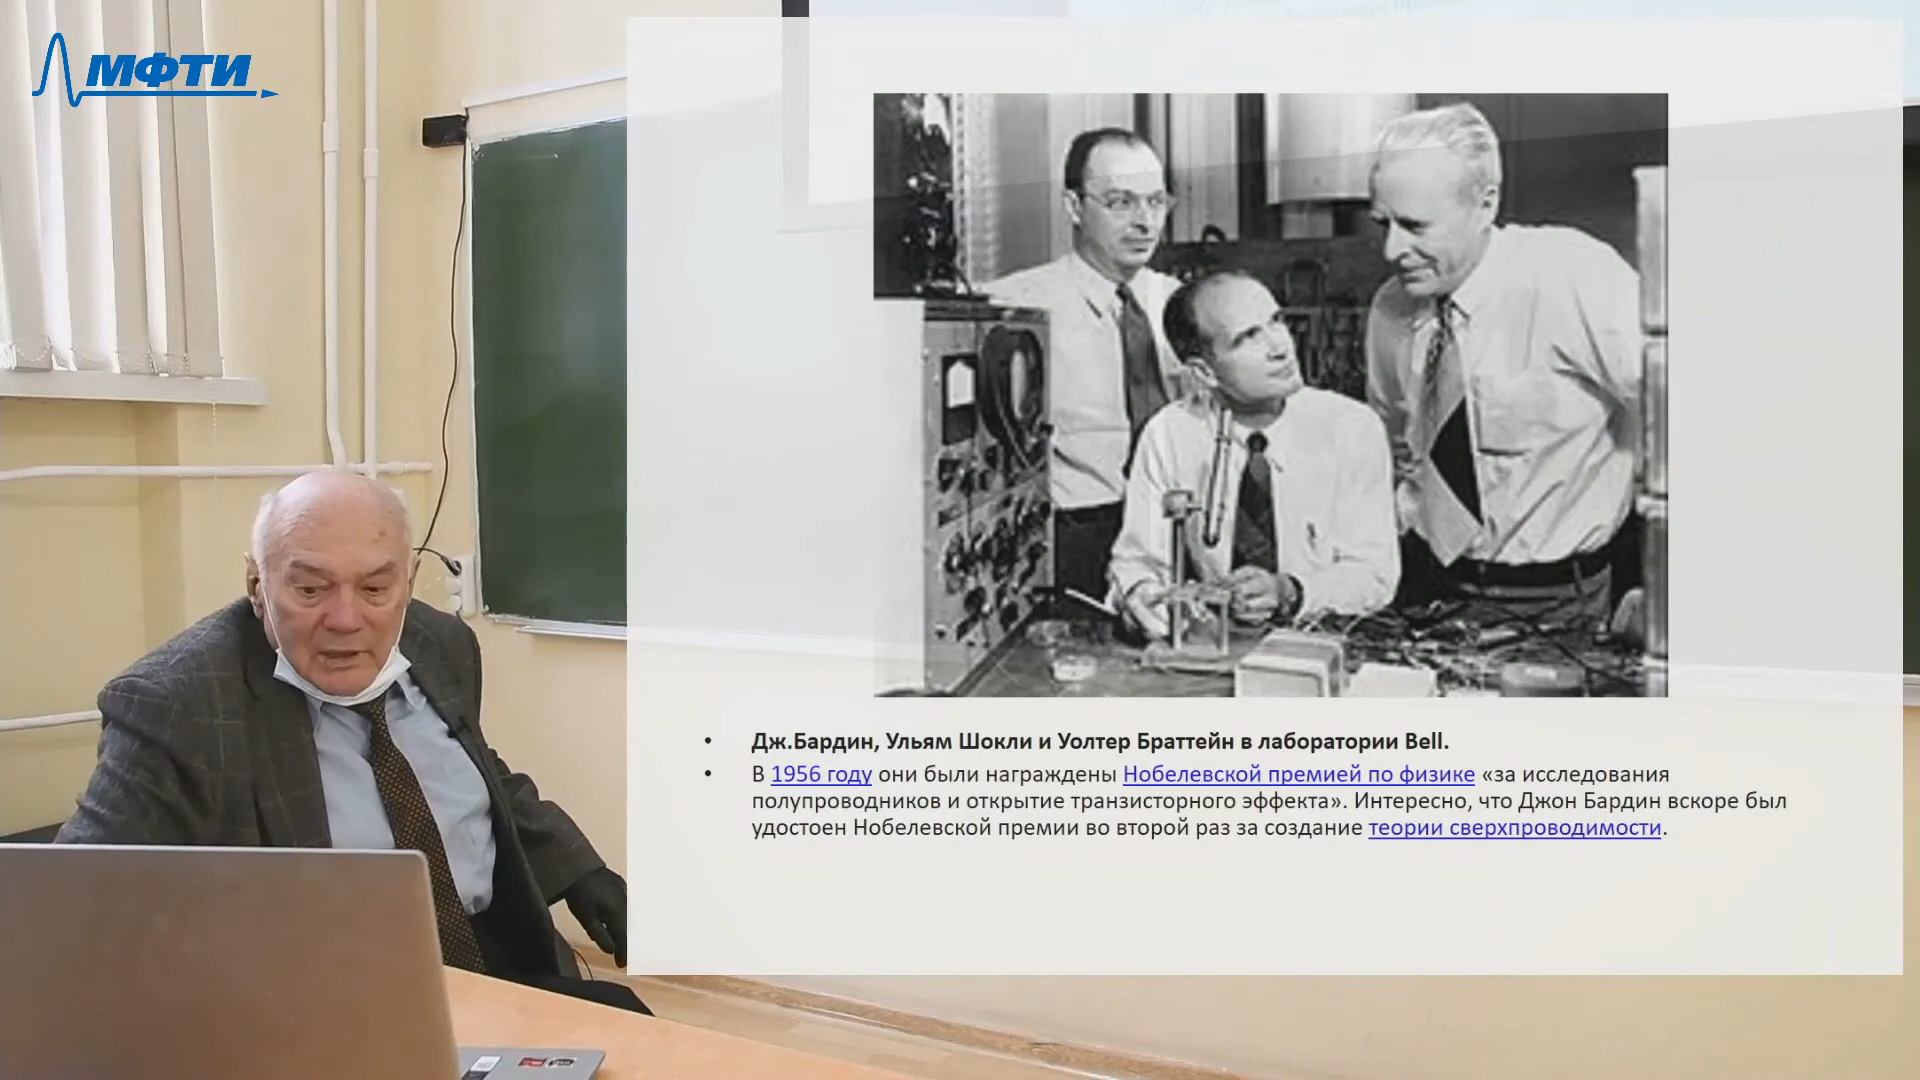 МФТИ
Дж.Бардин, Ульям Шокли и Уолтер Браттейн в лаборатории Bell.
В 1956 году они были награждены Нобелевской премией по физике «за исследования
полупроводников и открытие транзисторного эффекта». Интересно, что Джон Бардин вскоре был
удостоен Нобелевской премии во второй раз за создание теории сверхпроводимости.